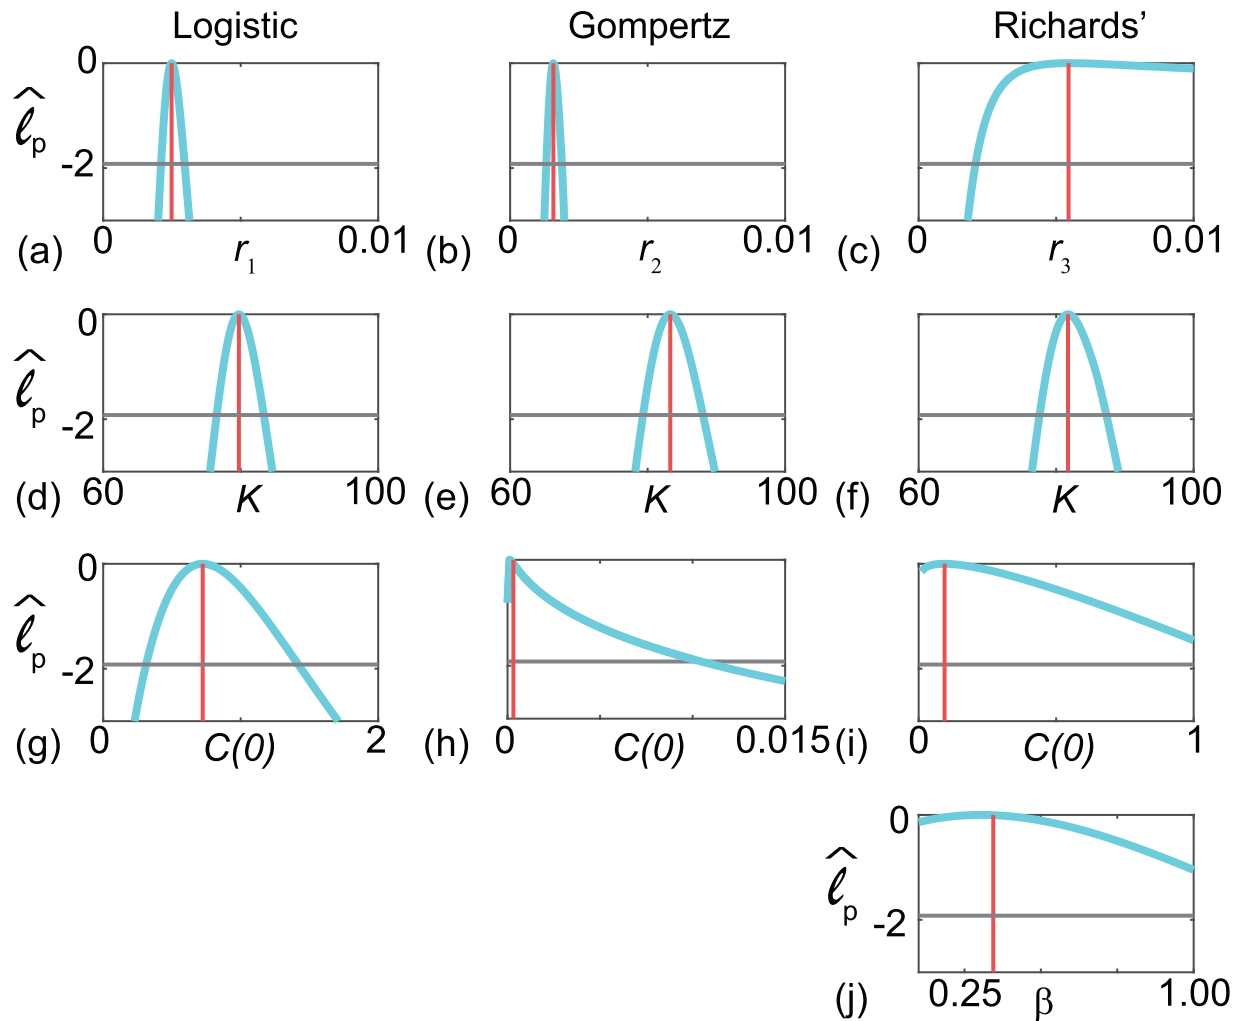 Logistic Gompertz Richards’
0
ℓ̂p
-2
(a) 0 r1 0.01 (b) 0 r2 0.01 (c) 0 r3 0.01
0
ℓ̂p
-2
(d) 60 K 100 (e) 60 K 100 (f) 60 K 100
0
ℓ̂p
-2
(g) 0 C(0) 2 (h) 0 C(0) 0.015 (i) 0 C(0) 1
0
ℓ̂p
-2
(j) 0.25 β 1.00